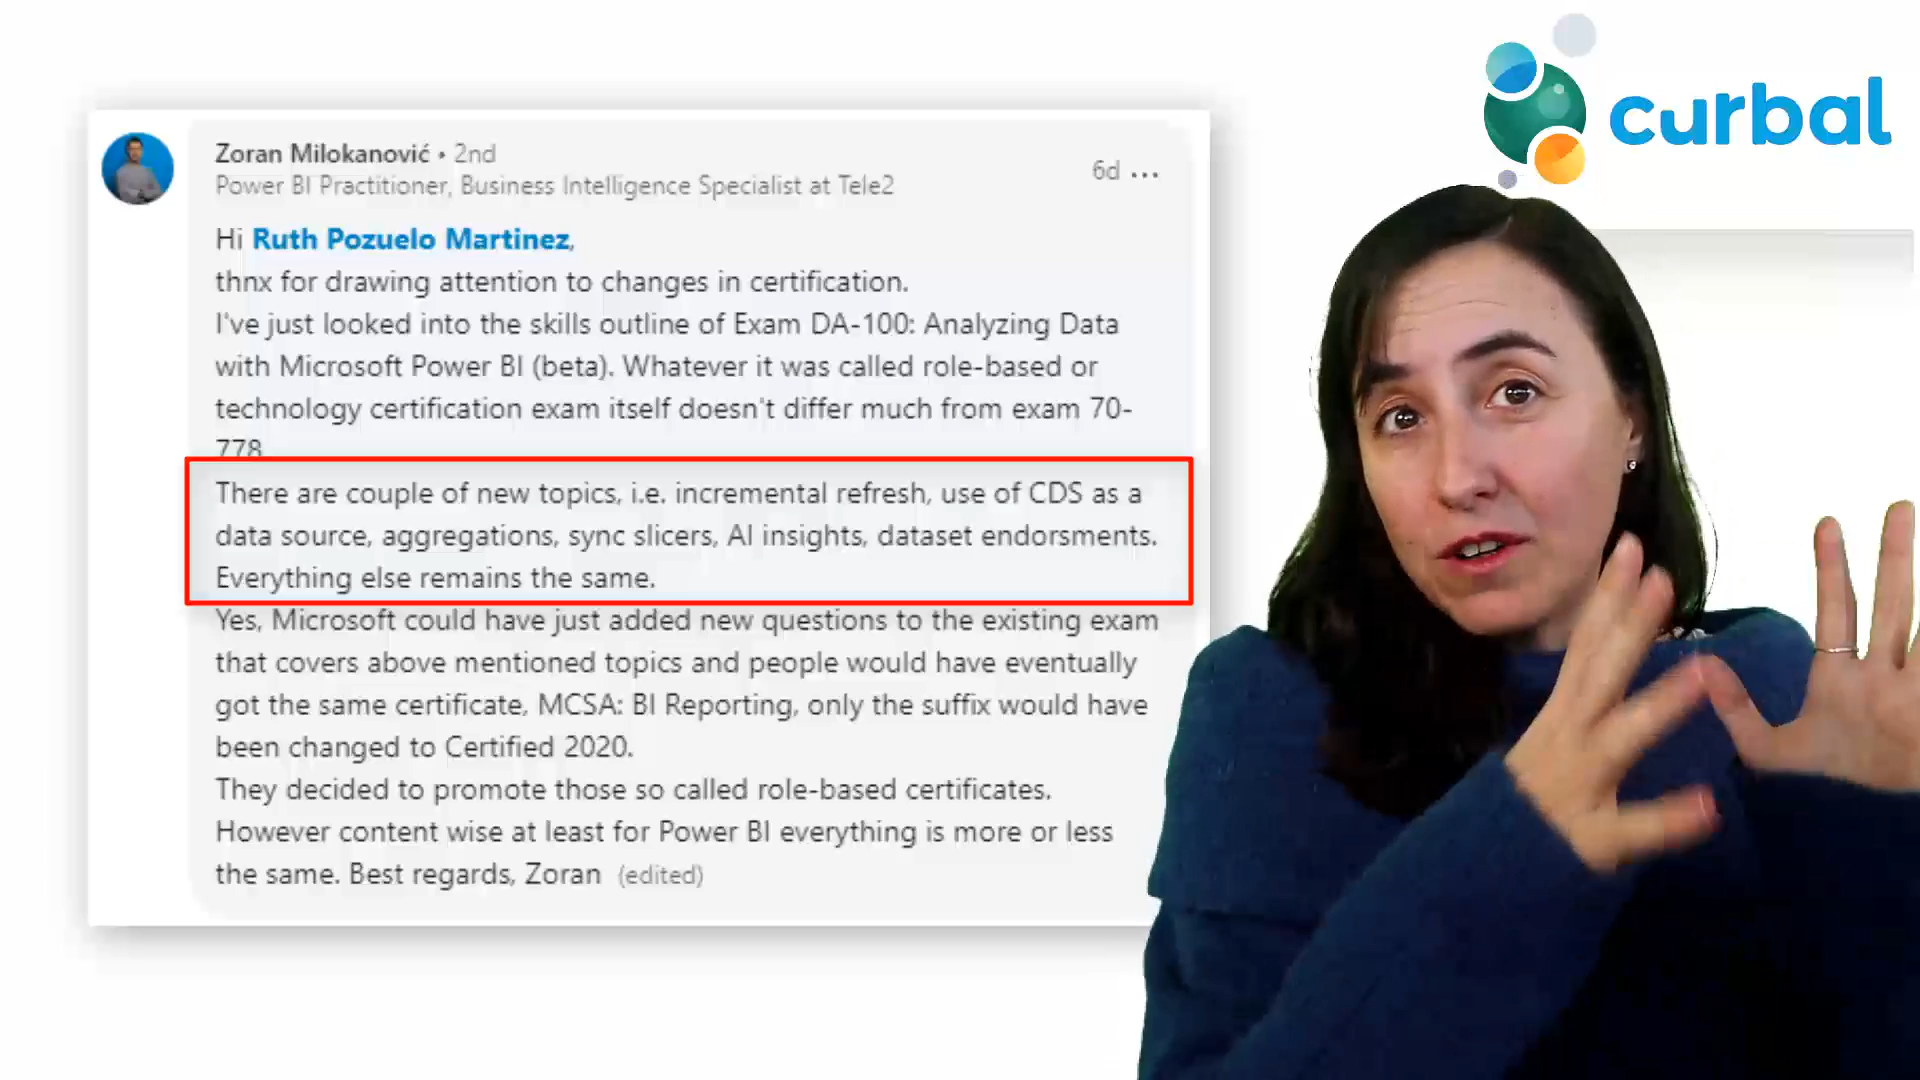 curbal
Zoran Milokanović • 2nd
6d ...
Power BI Practitioner, Business Intelligence Specialist at Tele2
Hi Ruth Pozuelo Martinez,
thnx for drawing attention to changes in certification.
I've just looked into the skills outline of Exam DA-100: Analyzing Data
with Microsoft Power BI (beta). Whatever it was called role-based or
technology certification exam itself doesn't differ much from exam 70-
778
There are couple of new topics, i.e. incremental refresh, use of CDS as a
data source, aggregations, sync slicers, AI insights, dataset endorsments.
Everything else remains the same.
Yes, Microsoft could have just added new questions to the existing exam
that covers above mentioned topics and people would have eventually
got the same certificate, MCSA: BI Reporting, only the suffix would have
been changed to Certified 2020.
They decided to promote those so called role-based certificates.
However content wise at least for Power BI everything is more or less
the same. Best regards, Zoran (edited)